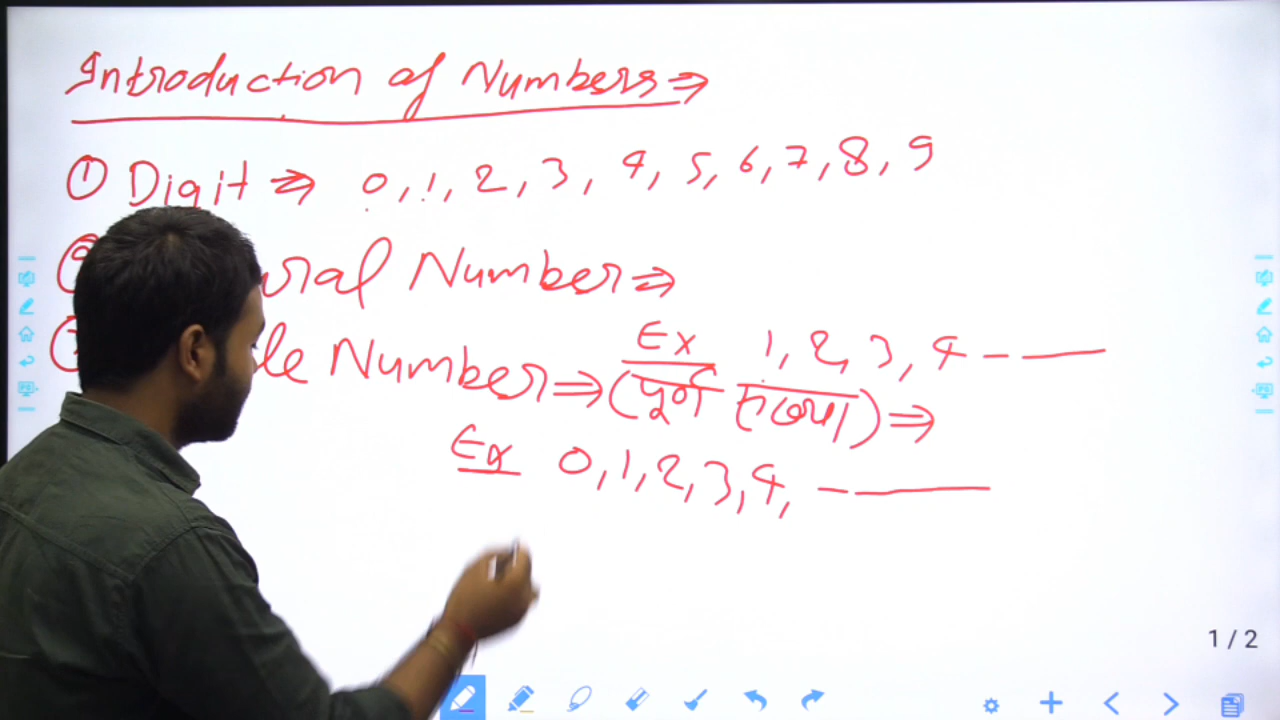 Introduction of Numbers ⇒
① Digit ⇒ 0, 1, 2, 3, 4, 5, 6, 7, 8, 9
ural Number ⇒
Ex 1, 2, 3, 4 - —
le Number ⇒ (पूर्ण संख्या) ⇒
Ex 0, 1, 2, 3, 4, - —
1 / 2